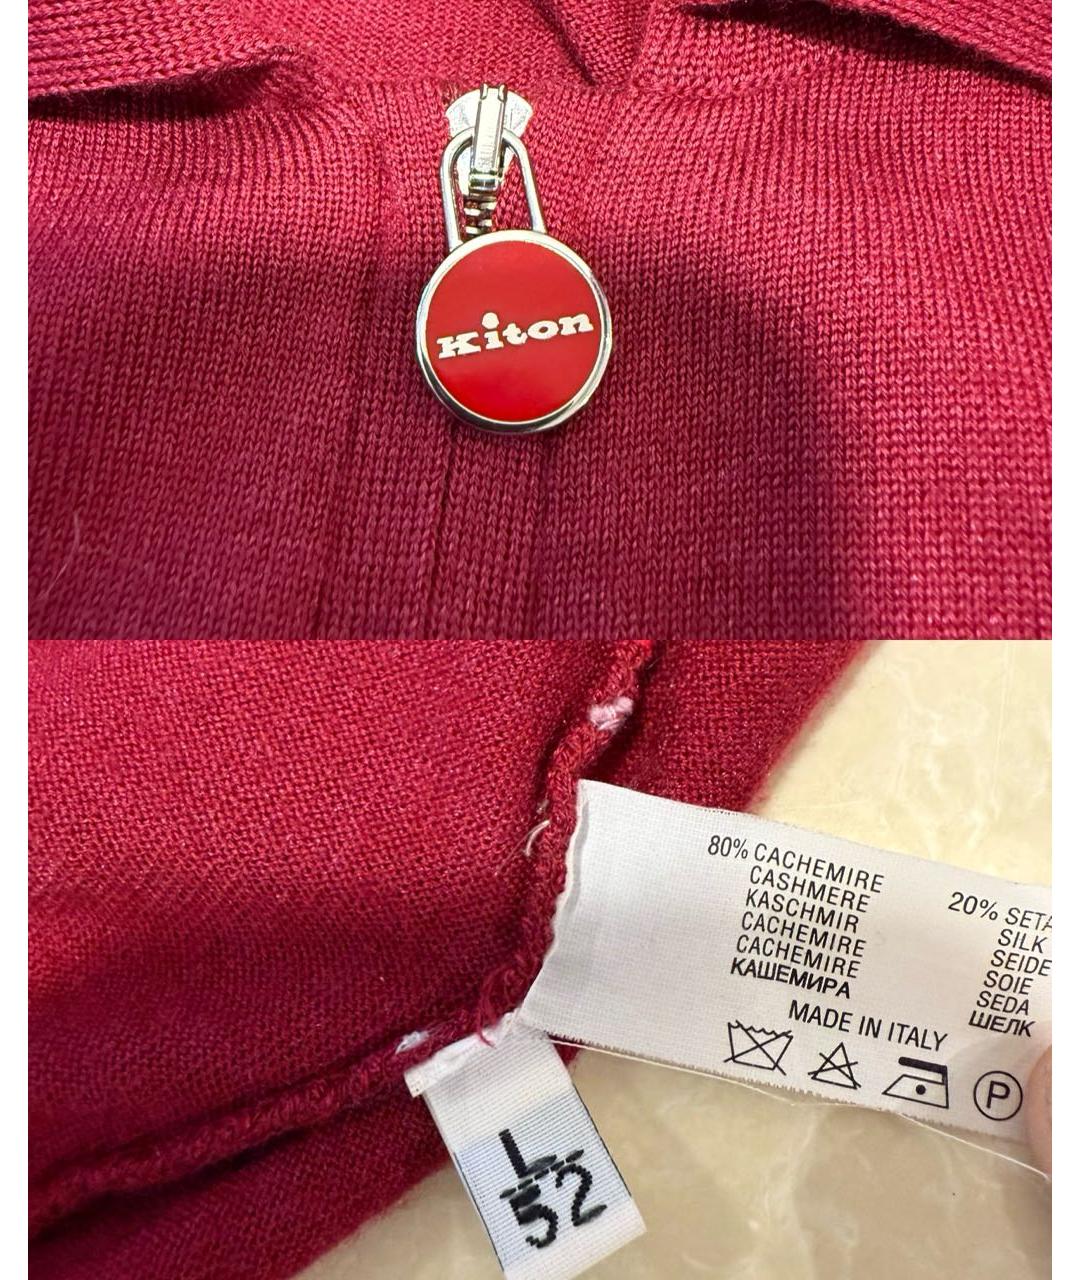 Kiton
80% CACHEMIRE
CASHMERE
KASCHMIR
CACHEMIRE
CACHEMIRE
КАШЕМИРА
20% SETA
SILK
SEIDE
SOIE
SEDA
ШЕЛК
MADE IN ITALY
P
L
52